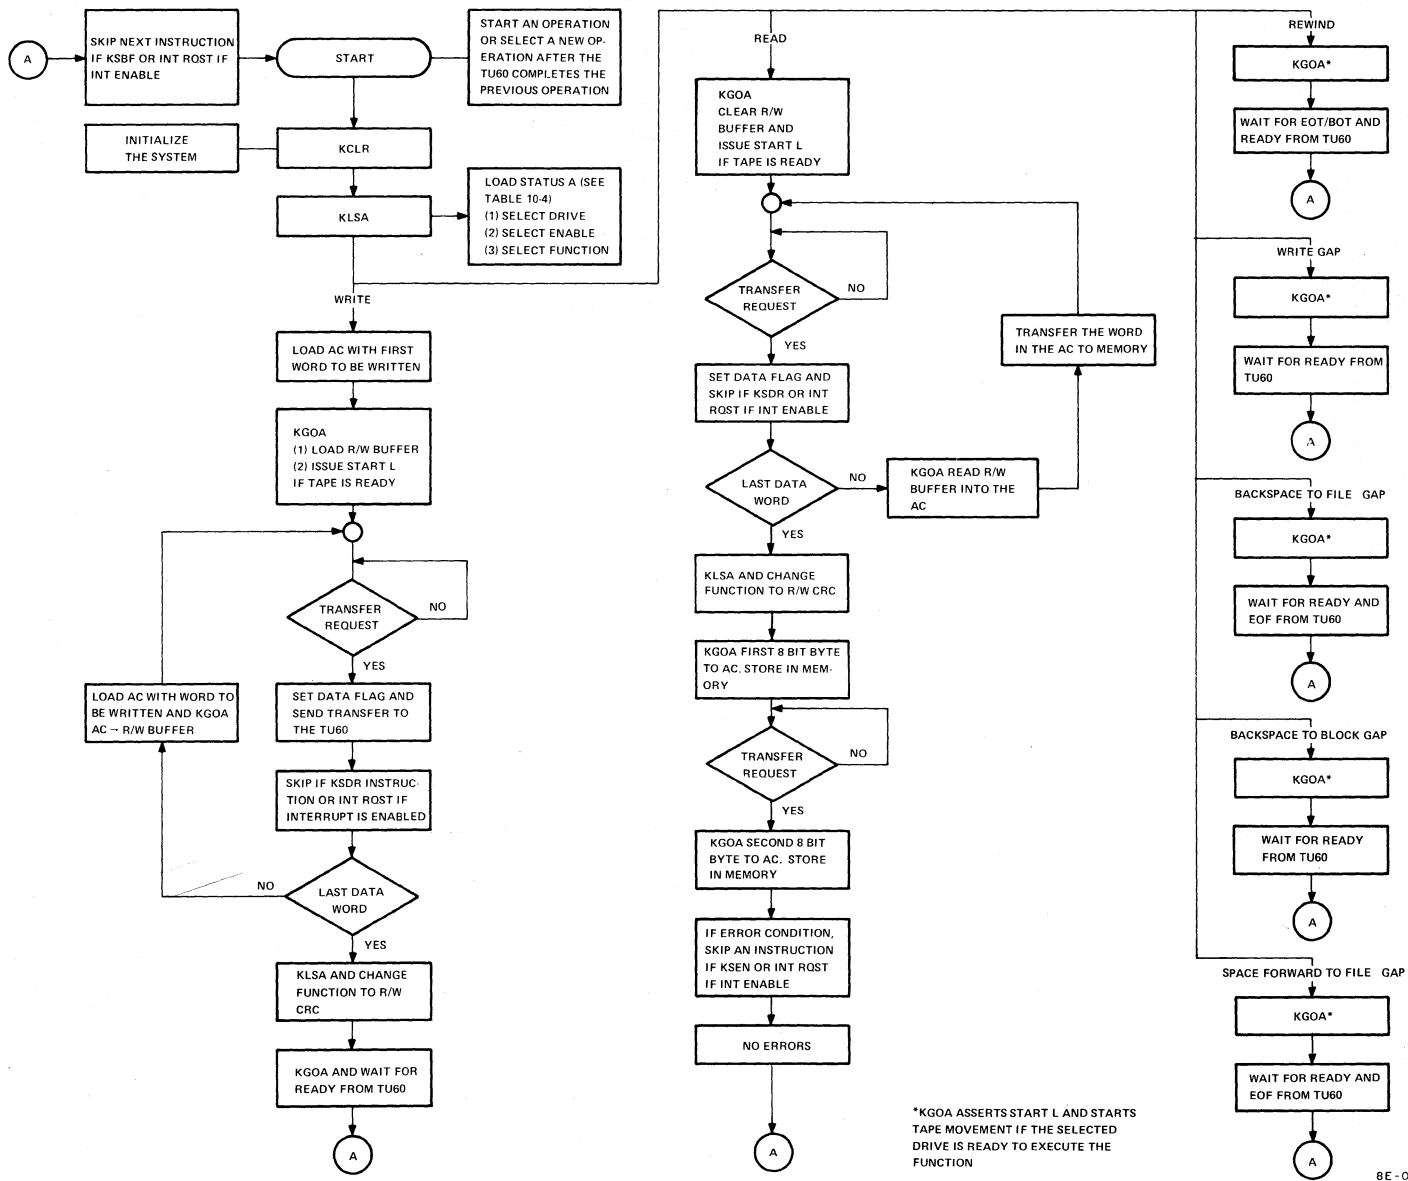 A
SKIP NEXT INSTRUCTION
IF KSBF OR INT RQST IF
INT ENABLE
START
START AN OPERATION
OR SELECT A NEW OP-
ERATION AFTER THE
TU60 COMPLETES THE
PREVIOUS OPERATION
INITIALIZE
THE SYSTEM
KCLR
KLSA
LOAD STATUS A (SEE
TABLE 10-4)
(1) SELECT DRIVE
(2) SELECT ENABLE
(3) SELECT FUNCTION
WRITE
LOAD AC WITH FIRST
WORD TO BE WRITTEN
KGOA
(1) LOAD R/W BUFFER
(2) ISSUE START L
IF TAPE IS READY
TRANSFER
REQUEST
NO
YES
LOAD AC WITH WORD TO
BE WRITTEN AND KGOA
AC → R/W BUFFER
SET DATA FLAG AND
SEND TRANSFER TO
THE TU60
SKIP IF KSDR INSTRUC-
TION OR INT RQST IF
INTERRUPT IS ENABLED
NO
LAST DATA
WORD
YES
KLSA AND CHANGE
FUNCTION TO R/W
CRC
KGOA AND WAIT FOR
READY FROM TU60
A
READ
KGOA
CLEAR R/W
BUFFER AND
ISSUE START L
IF TAPE IS READY
TRANSFER
REQUEST
NO
YES
TRANSFER THE WORD
IN THE AC TO MEMORY
SET DATA FLAG AND
SKIP IF KSDR OR INT
RQST IF INT ENABLE
LAST DATA
WORD
NO
KGOA READ R/W
BUFFER INTO THE
AC
YES
KLSA AND CHANGE
FUNCTION TO R/W CRC
KGOA FIRST 8 BIT BYTE
TO AC. STORE IN MEM-
ORY
TRANSFER
REQUEST
NO
YES
KGOA SECOND 8 BIT
BYTE TO AC. STORE
IN MEMORY
IF ERROR CONDITION,
SKIP AN INSTRUCTION
IF KSEN OR INT RQST
IF INT ENABLE
NO ERRORS
A
REWIND
KGOA*
WAIT FOR EOT/BOT AND
READY FROM TU60
A
WRITE GAP
KGOA*
WAIT FOR READY FROM
TU60
A
BACKSPACE TO FILE GAP
KGOA*
WAIT FOR READY AND
EOF FROM TU60
A
BACKSPACE TO BLOCK GAP
KGOA*
WAIT FOR READY
FROM TU60
A
SPACE FORWARD TO FILE GAP
KGOA*
WAIT FOR READY AND
EOF FROM TU60
A
*KGOA ASSERTS START L AND STARTS
TAPE MOVEMENT IF THE SELECTED
DRIVE IS READY TO EXECUTE THE
FUNCTION
8E-0